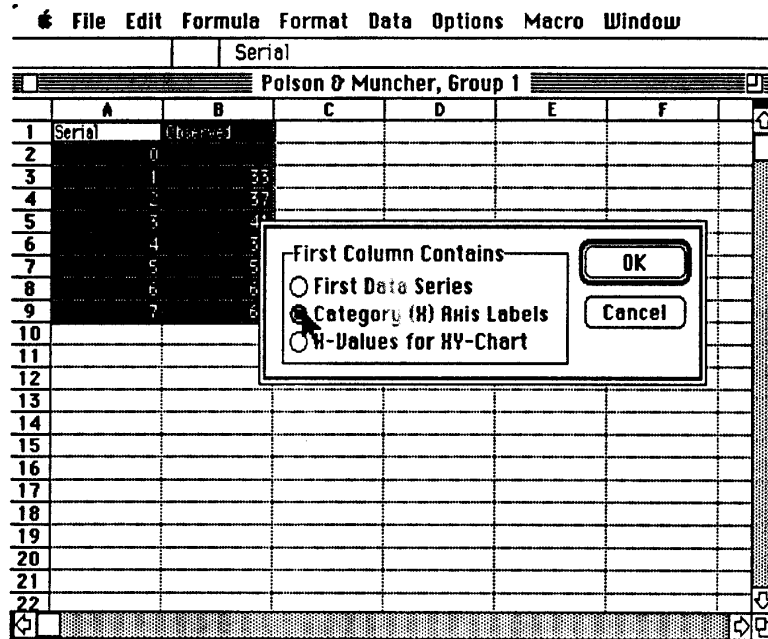 File Edit Formula Format Data Options Macro Window
Serial
Polson & Muncher, Group 1
A B C D E F
1 Serial Observed
2 0
3 1 33
4 2 37
5 3
6 4
7 5
8 6
9 7
10
11
12
13
14
15
16
17
18
19
20
21
22
First Column Contains
First Data Series
Category (X) Axis Labels
X-Values for XY-Chart
OK
Cancel